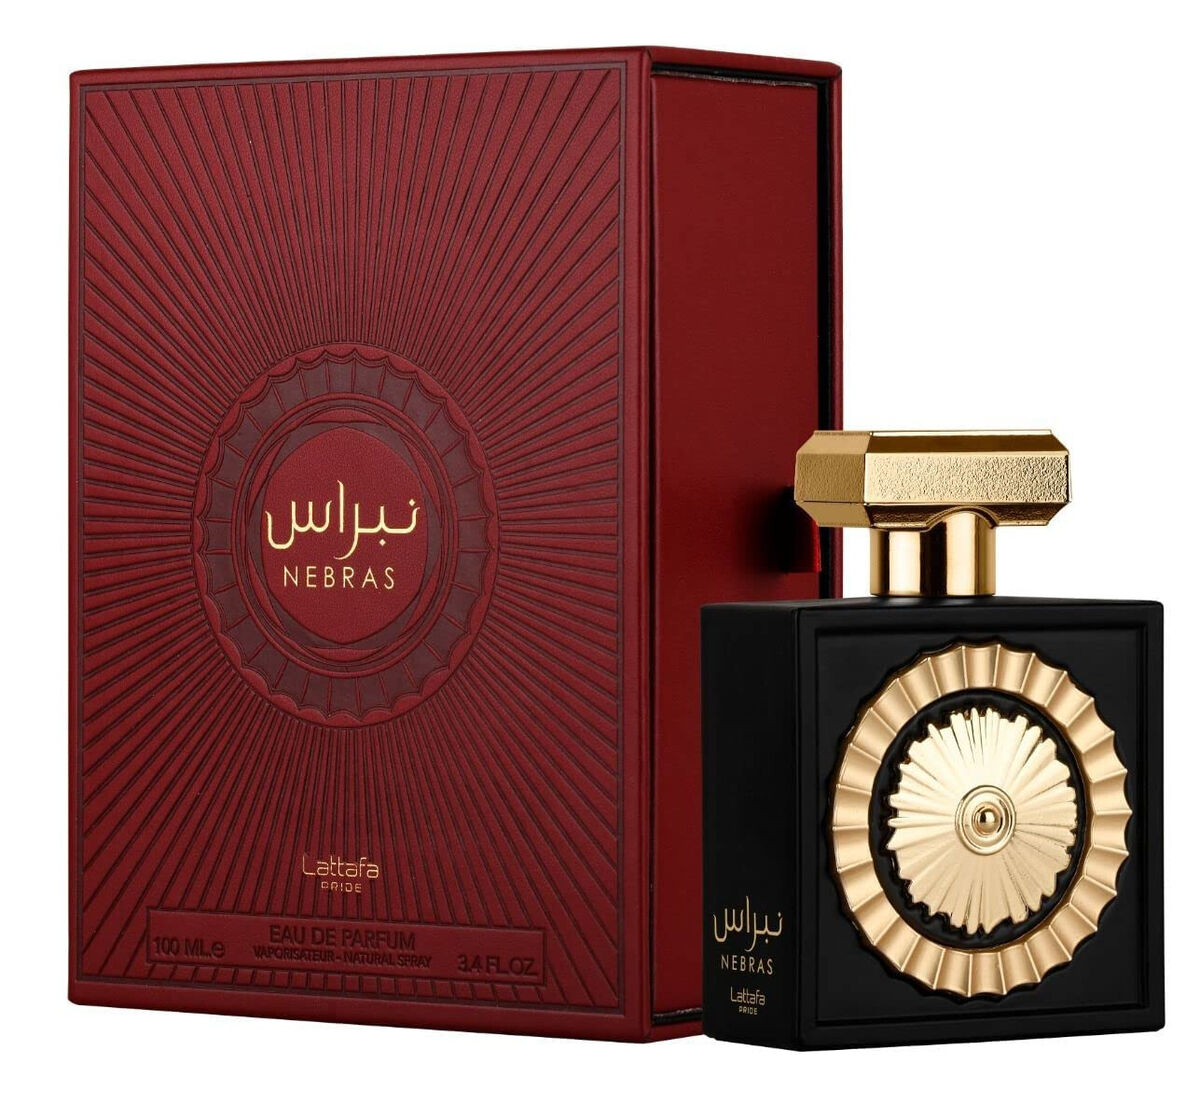 نبراس
NEBRAS
Lattafa
PRIDE
100 ML.e
EAU DE PARFUM
VAPORISATEUR - NATURAL SPRAY
3.4 FL.OZ.
نبراس
NEBRAS
Lattafa
PRIDE